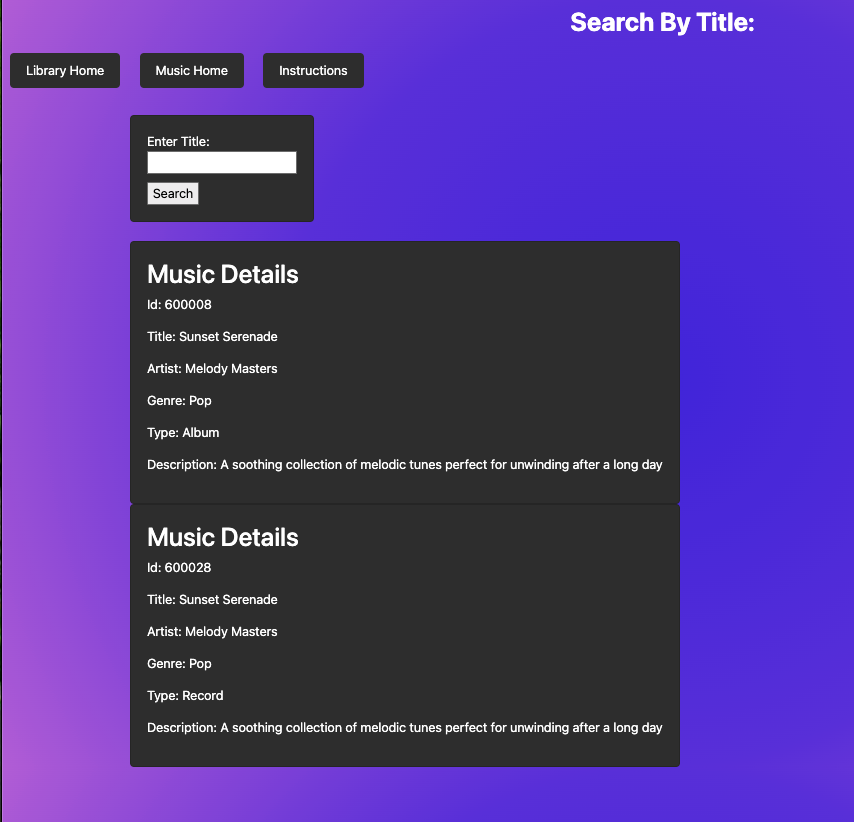 Search By Title:
Library Home Music Home Instructions
Enter Title:
Search
Music Details
Id: 600008
Title: Sunset Serenade
Artist: Melody Masters
Genre: Pop
Type: Album
Description: A soothing collection of melodic tunes perfect for unwinding after a long day
Music Details
Id: 600028
Title: Sunset Serenade
Artist: Melody Masters
Genre: Pop
Type: Record
Description: A soothing collection of melodic tunes perfect for unwinding after a long day